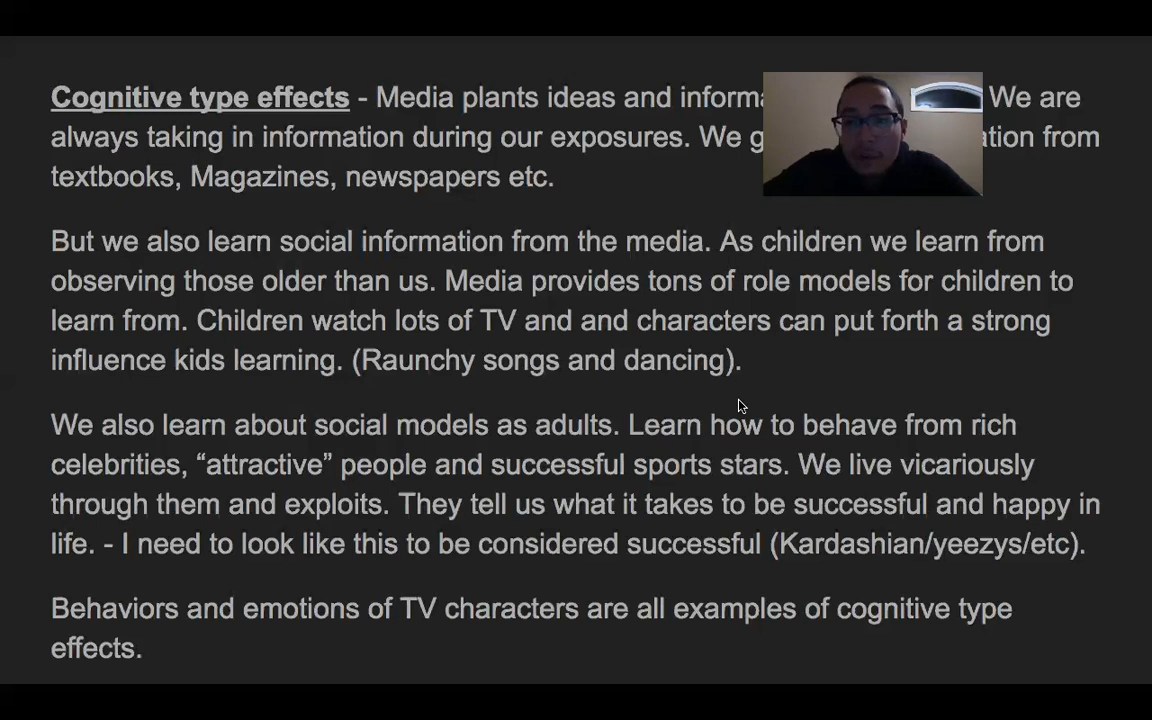 Cognitive type effects - Media plants ideas and We are
always taking in information during our exposures. We from
textbooks, Magazines, newspapers etc.
But we also learn social information from the media. As children we learn from
observing those older than us. Media provides tons of role models for children to
learn from. Children watch lots of TV and and characters can put forth a strong
influence kids learning. (Raunchy songs and dancing).
We also learn about social models as adults. Learn how to behave from rich
celebrities, “attractive” people and successful sports stars. We live vicariously
through them and exploits. They tell us what it takes to be successful and happy in
life. - I need to look like this to be considered successful (Kardashian/yeezys/etc).
Behaviors and emotions of TV characters are all examples of cognitive type
effects.